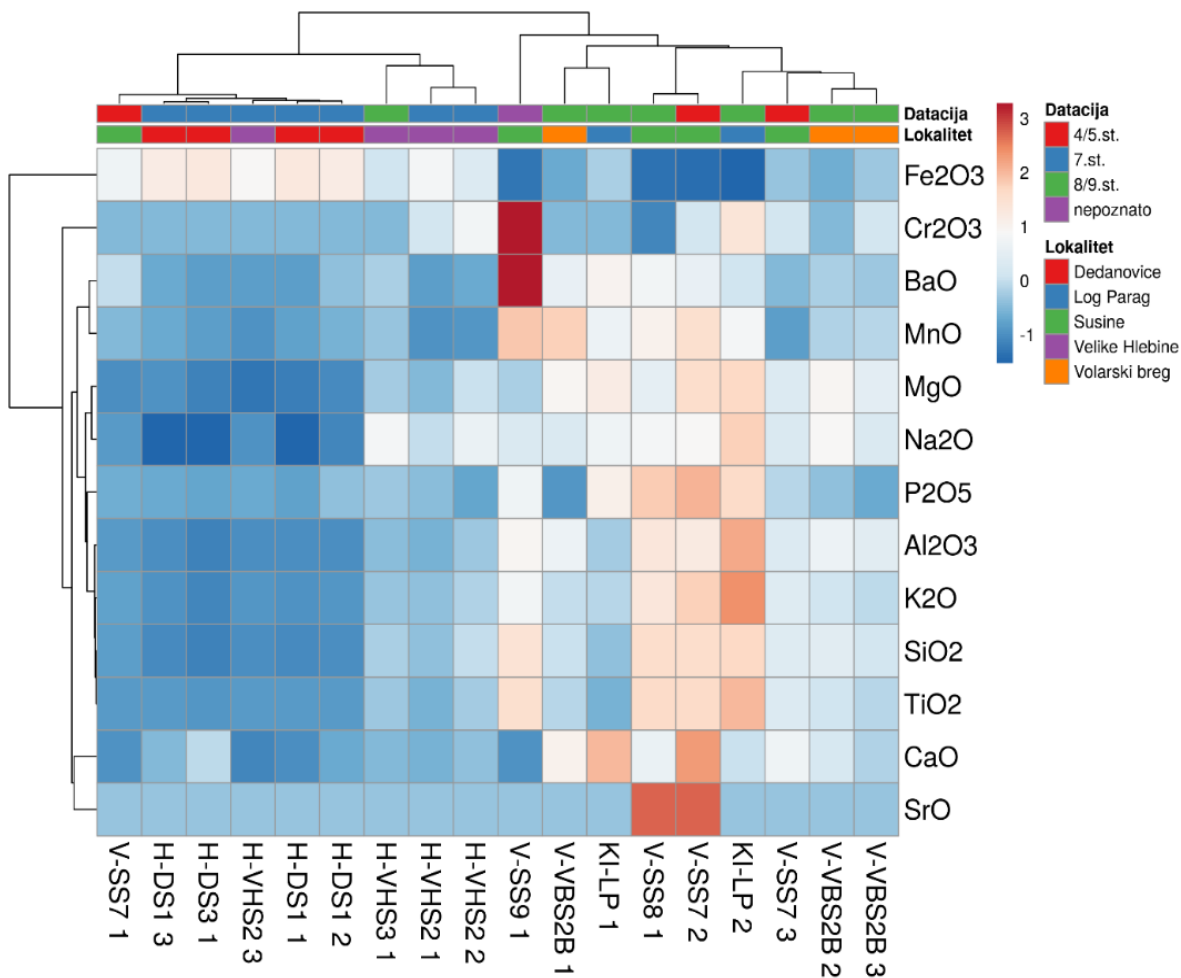 Datacija
Lokalitet
Fe2O3
Cr2O3
BaO
MnO
MgO
Na2O
P2O5
Al2O3
K2O
SiO2
TiO2
CaO
SrO
V-SS7 1
H-DS1 3
H-DS3 1
H-VHS2 3
H-DS1 1
H-DS1 2
H-VHS3 1
H-VHS2 1
H-VHS2 2
V-SS9 1
V-VBS2B 1
KI-LP 1
V-SS8 1
V-SS7 2
KI-LP 2
V-SS7 3
V-VBS2B 2
V-VBS2B 3
3
2
1
0
-1
Datacija
4/5.st.
7.st.
8/9.st.
nepoznato
Lokalitet
Dedanovice
Log Parag
Susine
Velike Hlebine
Volarski breg